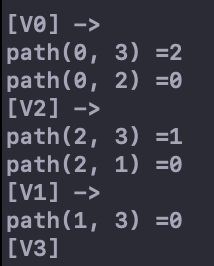 [V0] ->
path(0, 3) =2
path(0, 2) =0
[V2] ->
path(2, 3) =1
path(2, 1) =0
[V1] ->
path(1, 3) =0
[V3]